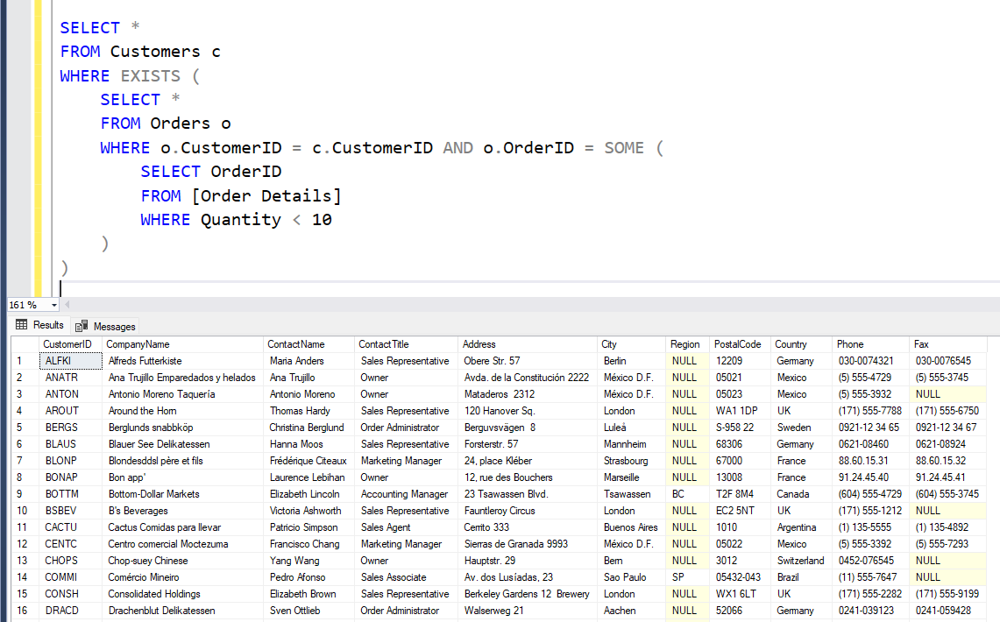 SELECT *
FROM Customers c
WHERE EXISTS (
SELECT *
FROM Orders o
WHERE o.CustomerID = c.CustomerID AND o.OrderID = SOME (
SELECT OrderID
FROM [Order Details]
WHERE Quantity < 10
)
)
161 %
Results Messages
CustomerID CompanyName ContactName ContactTitle Address City Region PostalCode Country Phone Fax
1 ALFKI Alfreds Futterkiste Maria Anders Sales Representative Obere Str. 57 Berlin NULL 12209 Germany 030-0074321 030-0076545
2 ANATR Ana Trujillo Emparedados y helados Ana Trujillo Owner Avda. de la Constitución 2222 México D.F. NULL 05021 Mexico (5) 555-4729 (5) 555-3745
3 ANTON Antonio Moreno Taquería Antonio Moreno Owner Mataderos 2312 México D.F. NULL 05023 Mexico (5) 555-3932 NULL
4 AROUT Around the Horn Thomas Hardy Sales Representative 120 Hanover Sq. London NULL WA1 1DP UK (171) 555-7788 (171) 555-6750
5 BERGS Berglunds snabbköp Christina Berglund Order Administrator Berguvsvägen 8 Luleå NULL S-958 22 Sweden 0921-12 34 65 0921-12 34 67
6 BLAUS Blauer See Delikatessen Hanna Moos Sales Representative Forsterstr. 57 Mannheim NULL 68306 Germany 0621-08460 0621-08924
7 BLONP Blondesddsl père et fils Frédérique Citeaux Marketing Manager 24, place Kléber Strasbourg NULL 67000 France 88.60.15.31 88.60.15.32
8 BONAP Bon app' Laurence Lebihan Owner 12, rue des Bouchers Marseille NULL 13008 France 91.24.45.40 91.24.45.41
9 BOTTM Bottom-Dollar Markets Elizabeth Lincoln Accounting Manager 23 Tsawassen Blvd. Tsawassen BC T2F 8M4 Canada (604) 555-4729 (604) 555-3745
10 BSBEV B's Beverages Victoria Ashworth Sales Representative Fauntleroy Circus London NULL EC2 5NT UK (171) 555-1212 NULL
11 CACTU Cactus Comidas para llevar Patricio Simpson Sales Agent Cerrito 333 Buenos Aires NULL 1010 Argentina (1) 135-5555 (1) 135-4892
12 CENTC Centro comercial Moctezuma Francisco Chang Marketing Manager Sierras de Granada 9993 México D.F. NULL 05022 Mexico (5) 555-3392 (5) 555-7293
13 CHOPS Chop-suey Chinese Yang Wang Owner Hauptstr. 29 Bern NULL 3012 Switzerland 0452-076545 NULL
14 COMMI Comércio Mineiro Pedro Afonso Sales Associate Av. dos Lusíadas, 23 Sao Paulo SP 05432-043 Brazil (11) 555-7647 NULL
15 CONSH Consolidated Holdings Elizabeth Brown Sales Representative Berkeley Gardens 12 Brewery London NULL WX1 6LT UK (171) 555-2282 (171) 555-9199
16 DRACD Drachenblut Delikatessen Sven Ottlieb Order Administrator Walserweg 21 Aachen NULL 52066 Germany 0241-039123 0241-059428